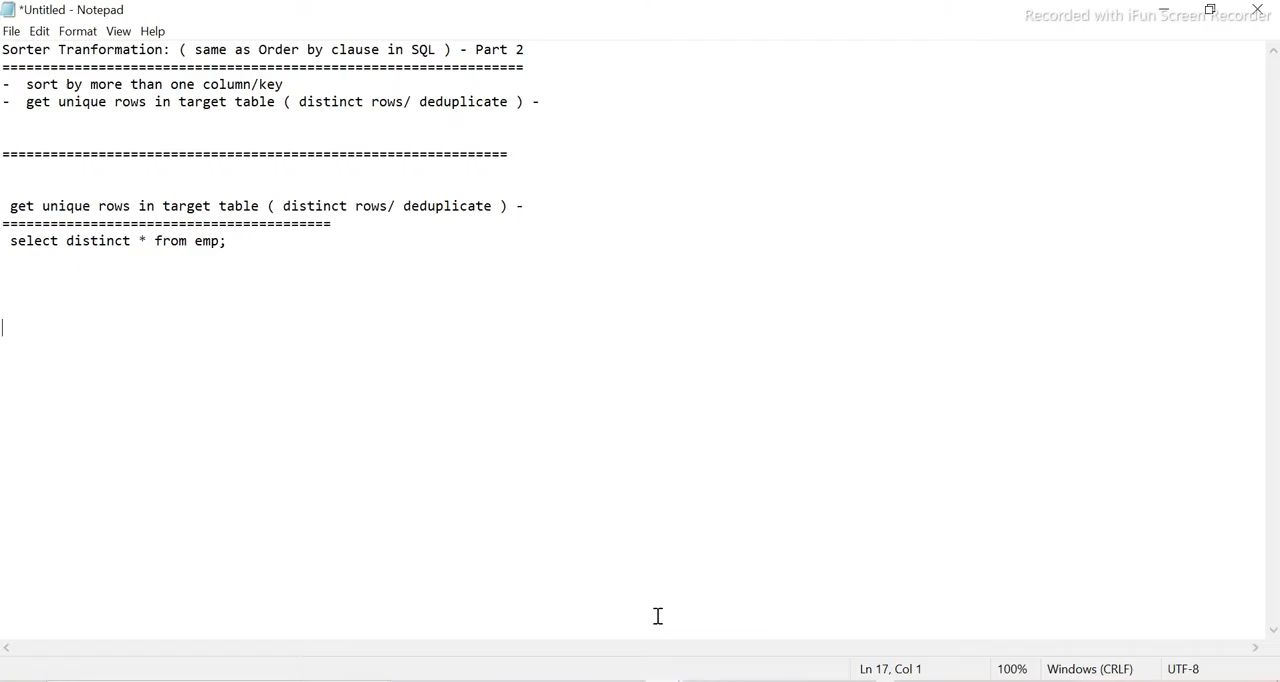 *Untitled - Notepad
Recorded with iFun Screen Recorder
File Edit Format View Help
Sorter Tranformation: ( same as Order by clause in SQL ) - Part 2
=================================================================
-  sort by more than one column/key
-  get unique rows in target table ( distinct rows/ deduplicate ) -
===============================================================
get unique rows in target table ( distinct rows/ deduplicate ) -
=========================================
select distinct * from emp;
Ln 17, Col 1 100% Windows (CRLF) UTF-8